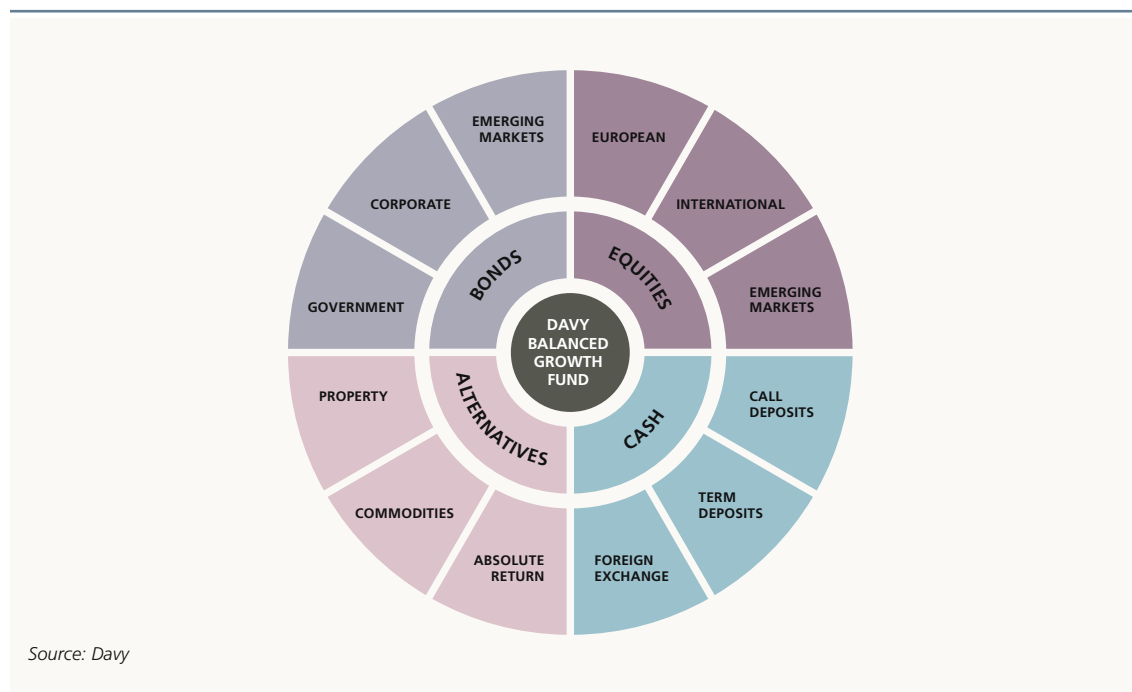 EMERGING
MARKETS
EUROPEAN
CORPORATE
INTERNATIONAL
GOVERNMENT
BONDS
EQUITIES
EMERGING
MARKETS
DAVY
BALANCED
GROWTH
FUND
PROPERTY
ALTERNATIVES
CASH
CALL
DEPOSITS
COMMODITIES
TERM
DEPOSITS
ABSOLUTE
RETURN
FOREIGN
EXCHANGE
Source: Davy